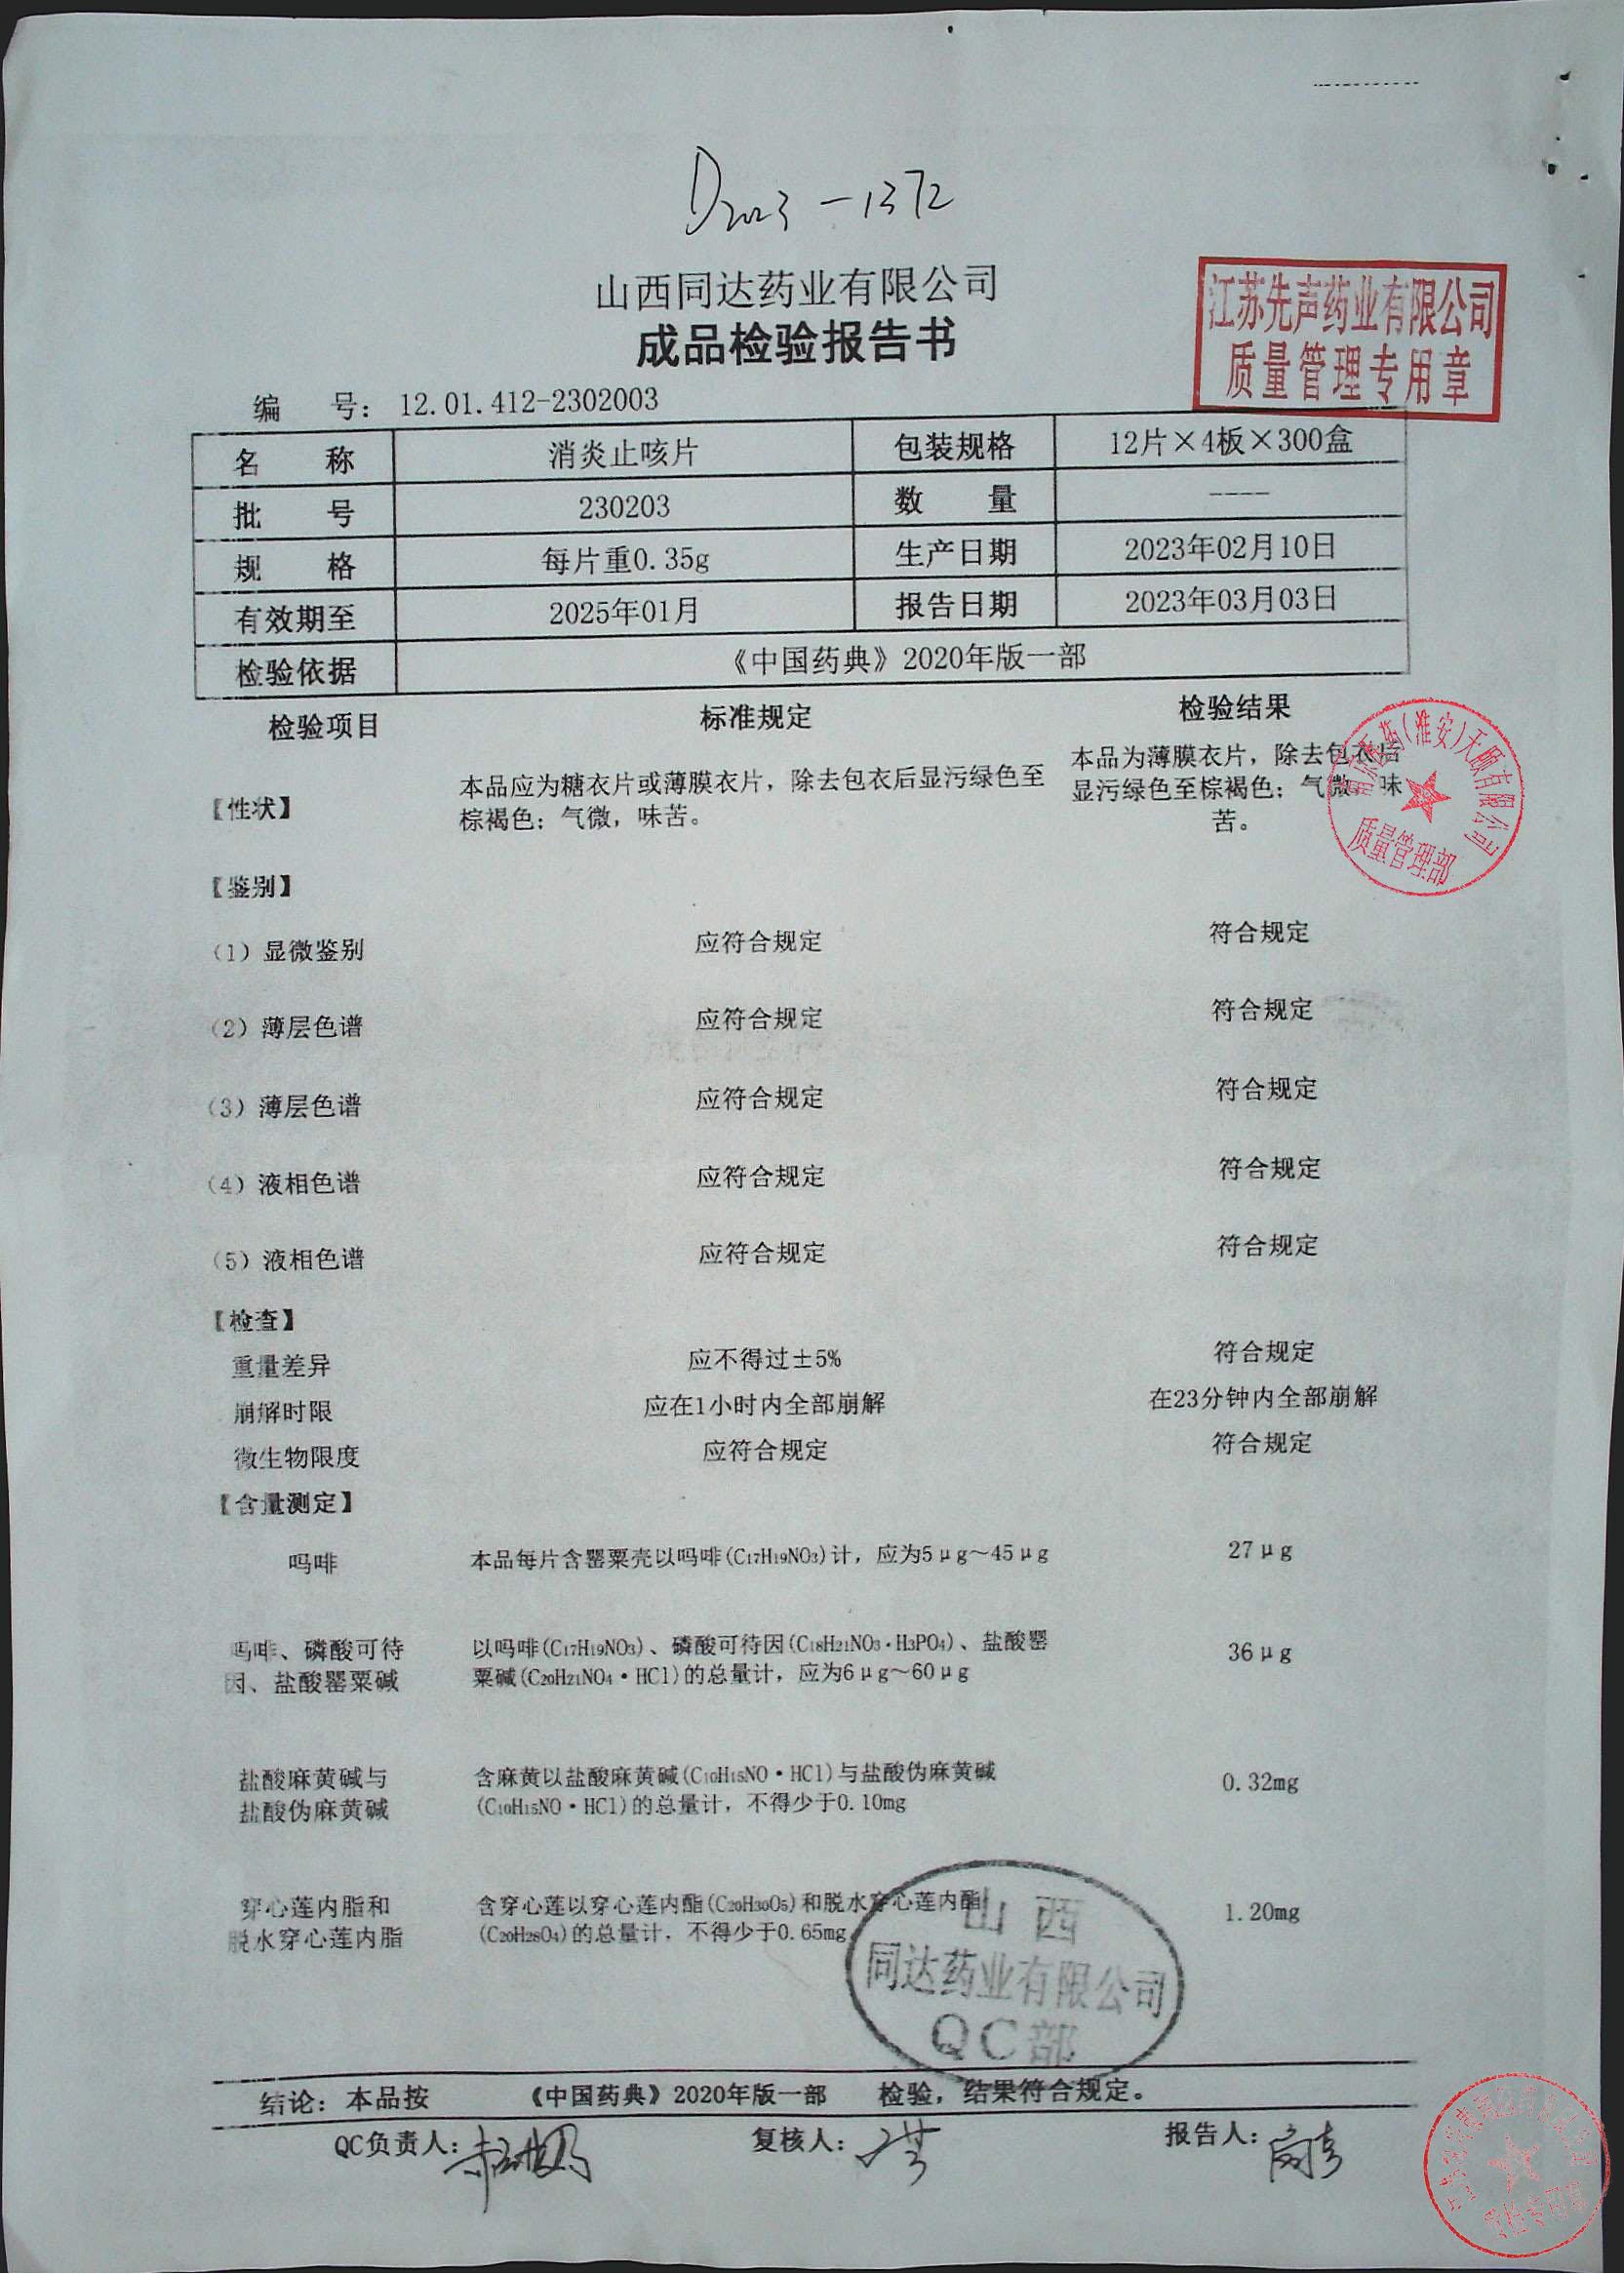 D2023-1372
山西同达药业有限公司
成品检验报告书
江苏先声药业有限公司
质量管理专用章
编 号: 12.01.412-2302003
名 称 消炎止咳片 包装规格 12片×4板×300盒
批 号 230203 数 量 ----
规 格 每片重0.35g 生产日期 2023年02月10日
有效期至 2025年01月 报告日期 2023年03月03日
检验依据 《中国药典》2020年版一部
检验项目 标准规定 检验结果
【性状】 本品应为糖衣片或薄膜衣片，除去包衣后显污绿色至 本品为薄膜衣片，除去包衣后
棕褐色；气微，味苦。 显污绿色至棕褐色；气微，味
苦。
(淮安)天颐有限公司
质量管理部
【鉴别】
(1) 显微鉴别 应符合规定 符合规定
(2) 薄层色谱 应符合规定 符合规定
(3) 薄层色谱 应符合规定 符合规定
(4) 液相色谱 应符合规定 符合规定
(5) 液相色谱 应符合规定 符合规定
【检查】
重量差异 应不得过±5% 符合规定
崩解时限 应在1小时内全部崩解 在23分钟内全部崩解
微生物限度 应符合规定 符合规定
【含量测定】
吗啡 本品每片含罂粟壳以吗啡(C17H19NO3)计，应为5μg～45μg 27μg
吗啡、磷酸可待 以吗啡(C17H19NO3)、磷酸可待因(C18H21NO3·H3PO4)、盐酸罂 36μg
因、盐酸罂粟碱 粟碱(C20H21NO4·HCl)的总量计，应为6μg～60μg
盐酸麻黄碱与 含麻黄以盐酸麻黄碱(C10H15NO·HCl)与盐酸伪麻黄碱 0.32mg
盐酸伪麻黄碱 (C10H15NO·HCl)的总量计，不得少于0.10mg
穿心莲内脂和 含穿心莲以穿心莲内酯(C20H30O5)和脱水穿心莲内酯 1.20mg
脱水穿心莲内脂 (C20H28O4)的总量计，不得少于0.65mg
山西
同达药业有限公司
QC部
结论: 本品按 《中国药典》2020年版一部 检验，结果符合规定。
QC负责人: 复核人: 报告人: